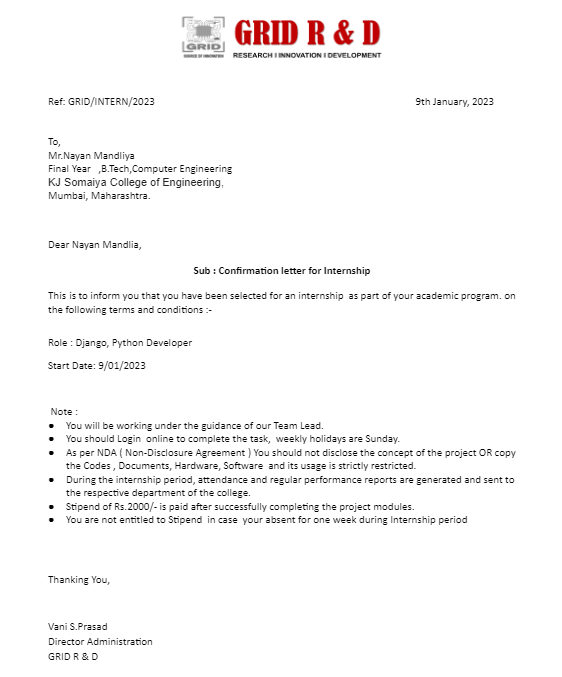 GRID R & D
GRID
SOURCE OF INNOVATION
RESEARCH I INNOVATION I DEVELOPMENT
Ref: GRID/INTERN/2023 9th January, 2023
To,
Mr.Nayan Mandliya
Final Year ,B.Tech,Computer Engineering
KJ Somaiya College of Engineering,
Mumbai, Maharashtra.
Dear Nayan Mandlia,
Sub : Confirmation letter for Internship
This is to inform you that you have been selected for an internship as part of your academic program. on
the following terms and conditions :-
Role : Django, Python Developer
Start Date: 9/01/2023
Note :
● You will be working under the guidance of our Team Lead.
● You should Login online to complete the task, weekly holidays are Sunday.
● As per NDA ( Non-Disclosure Agreement ) You should not disclose the concept of the project OR copy
the Codes , Documents, Hardware, Software and its usage is strictly restricted.
● During the internship period, attendance and regular performance reports are generated and sent to
the respective department of the college.
● Stipend of Rs.2000/- is paid after successfully completing the project modules.
● You are not entitled to Stipend in case your absent for one week during Internship period
Thanking You,
Vani S.Prasad
Director Administration
GRID R & D